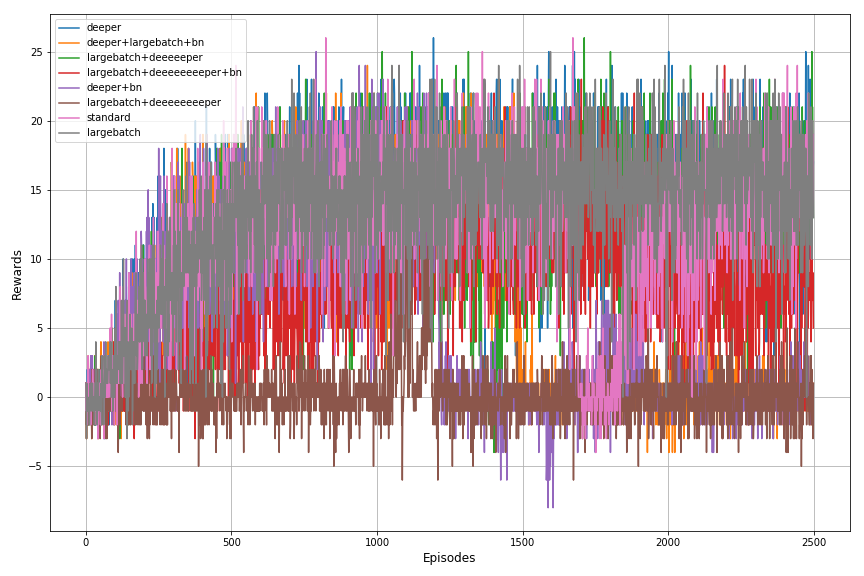 deeper
deeper+largebatch+bn
largebatch+deeeeeper
largebatch+deeeeeeeper+bn
deeper+bn
largebatch+deeeeeeeper
standard
largebatch
Rewards
25
20
15
10
5
0
−5
0 500 1000 1500 2000 2500
Episodes